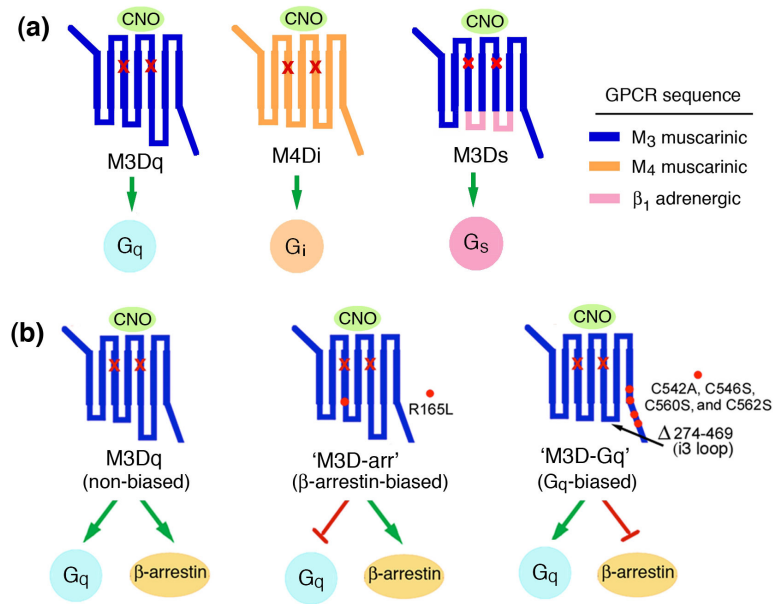 (a)
CNO
CNO
CNO
X X
X X
X X
GPCR sequence
M₃ muscarinic
M₄ muscarinic
β₁ adrenergic
M3Dq
M4Di
M3Ds
Gq
Gi
Gs
(b)
CNO
CNO
CNO
X X
X X
X X
R165L
C542A, C546S,
C560S, and C562S
Δ 274-469
(i3 loop)
M3Dq
(non-biased)
'M3D-arr'
(β-arrestin-biased)
'M3D-Gq'
(Gq-biased)
Gq
β-arrestin
Gq
β-arrestin
Gq
β-arrestin